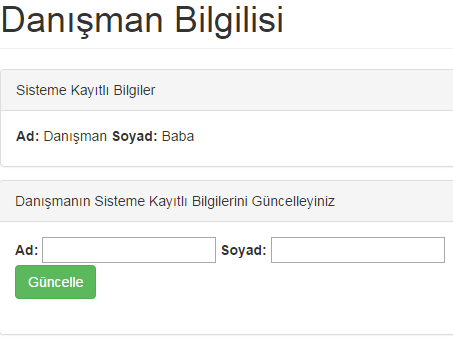 Danışman Bilgilisi
Sisteme Kayıtlı Bilgiler
Ad: Danışman Soyad: Baba
Danışmanın Sisteme Kayıtlı Bilgilerini Güncelleyiniz
Ad: Soyad:
Güncelle